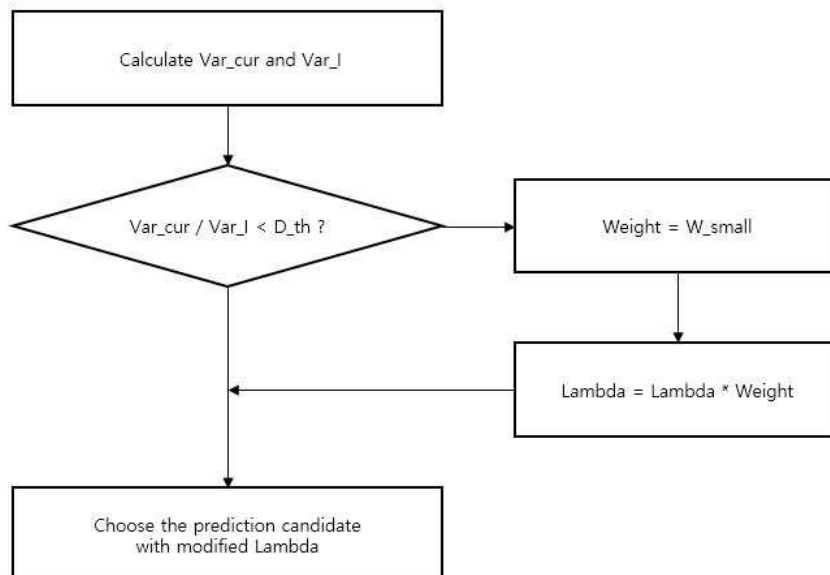 Calculate Var_cur and Var_I
Var_cur / Var_I < D_th ?
Weight = W_small
Lambda = Lambda * Weight
Choose the prediction candidate
with modified Lambda